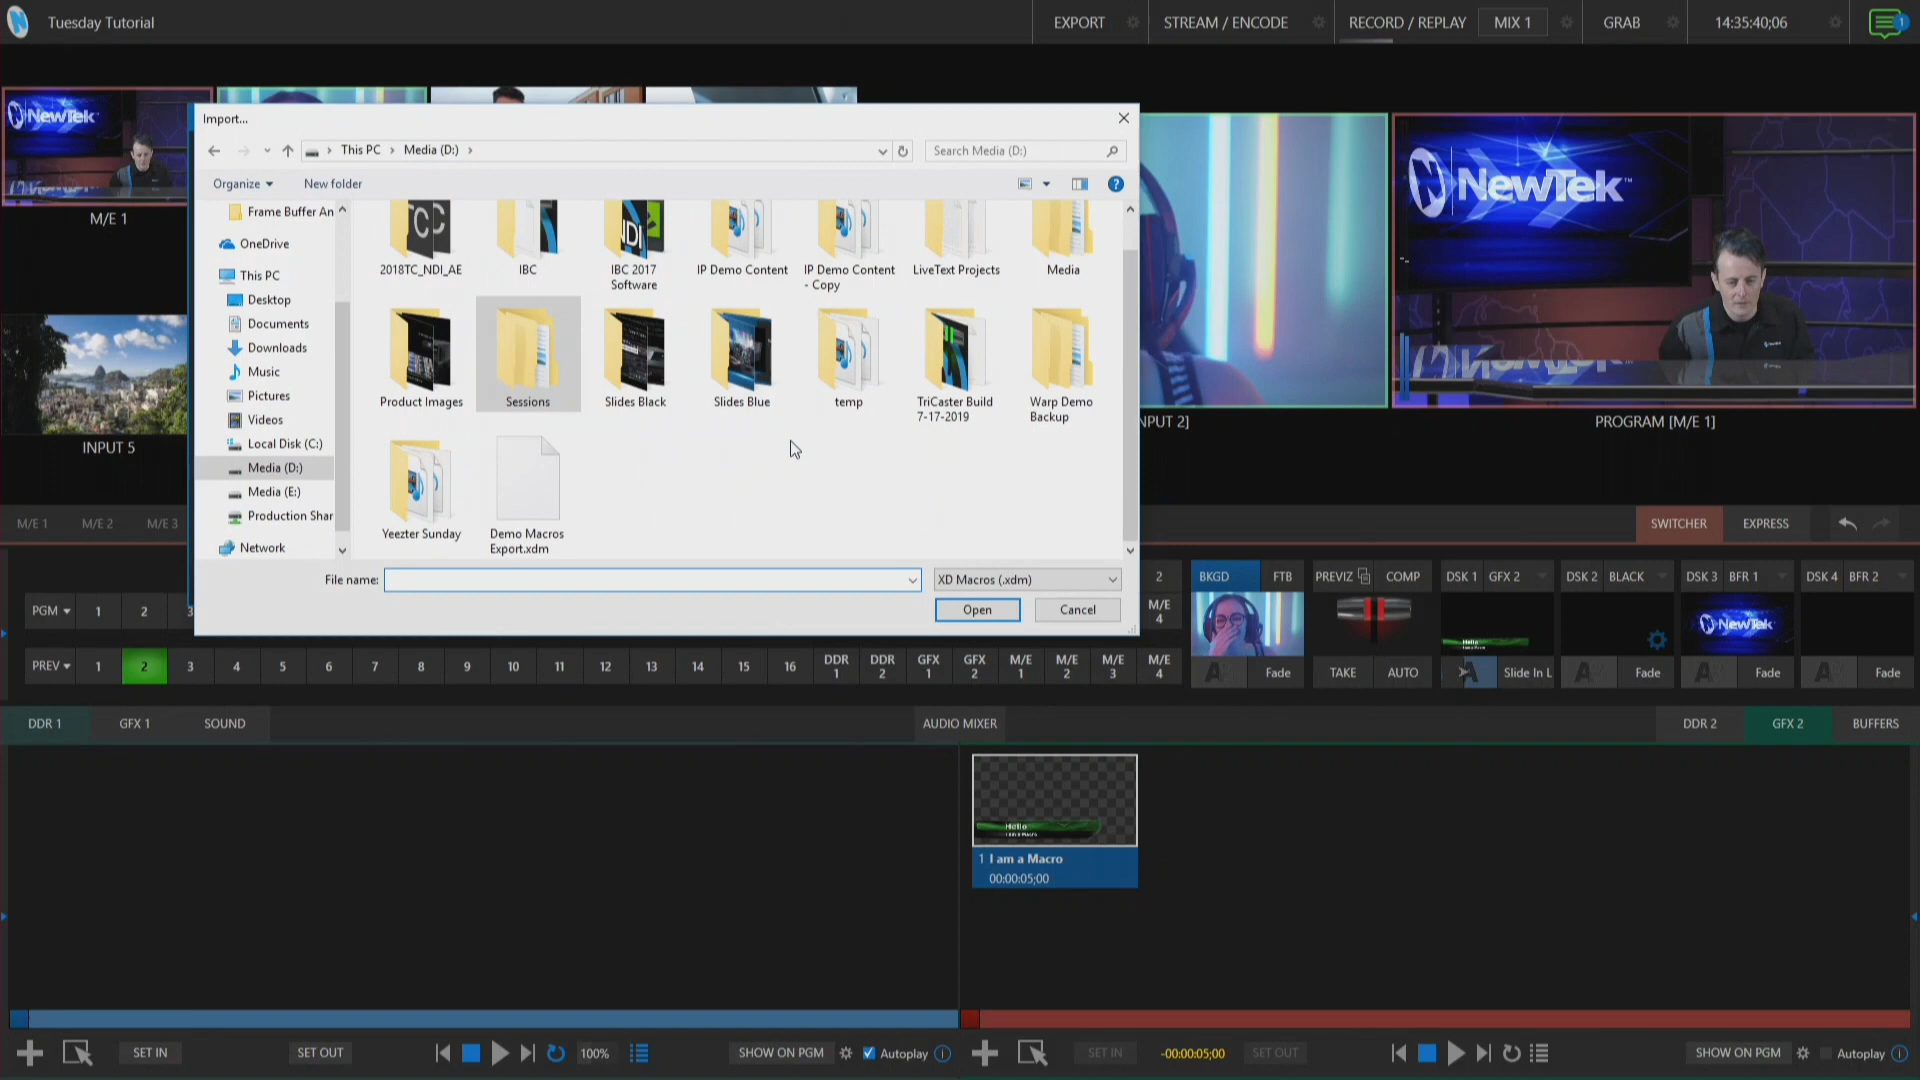 Tuesday Tutorial
EXPORT
STREAM / ENCODE
RECORD / REPLAY
MIX 1
GRAB
14:35:40;06
1
NewTek
M/E 1
INPUT 5
Import...
This PC
Media (D:)
Search Media (D:)
Organize
New folder
Frame Buffer An
OneDrive
This PC
Desktop
Documents
Downloads
Music
Pictures
Videos
Local Disk (C:)
Media (D:)
Media (E:)
Production Shar
Network
2018TC_NDI_AE
IBC
IBC 2017
Software
IP Demo Content
IP Demo Content
- Copy
LiveText Projects
Media
Product Images
Sessions
Slides Black
Slides Blue
temp
TriCaster Build
7-17-2019
Warp Demo
Backup
Yeezter Sunday
Demo Macros
Export.xdm
File name:
XD Macros (.xdm)
Open
Cancel
NewTek™
NPUT 2]
PROGRAM [M/E 1]
M/E 1
M/E 2
M/E 3
SWITCHER
EXPRESS
PGM
1
2
3
2
M/E
4
PREV
1
2
3
4
5
6
7
8
9
10
11
12
13
14
15
16
DDR
1
DDR
2
GFX
1
GFX
2
M/E
1
M/E
2
M/E
3
M/E
4
BKGD
FTB
PREVIZ
COMP
DSK 1
GFX 2
DSK 2
BLACK
DSK 3
BFR 1
DSK 4
BFR 2
Hello
NewTek
Fade
TAKE
AUTO
Slide In L
Fade
Fade
Fade
DDR 1
GFX 1
SOUND
AUDIO MIXER
DDR 2
GFX 2
BUFFERS
Hello
I am a Macro
1 I am a Macro
00:00:05;00
SET IN
SET OUT
100%
SHOW ON PGM
Autoplay
SET IN
-00:00:05;00
SET OUT
SHOW ON PGM
Autoplay